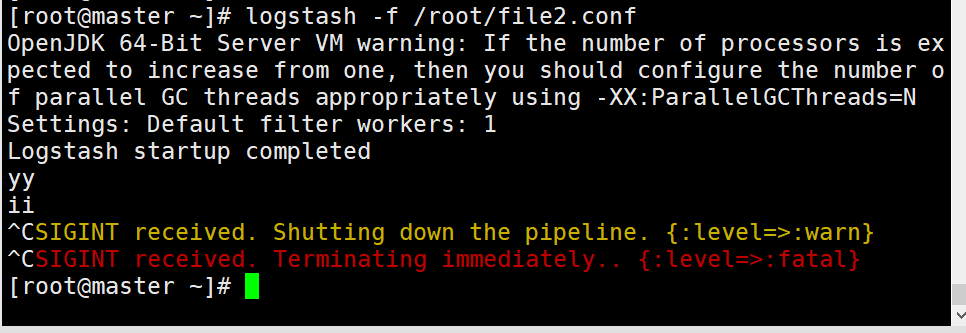 [root@master ~]# logstash -f /root/file2.conf
OpenJDK 64-Bit Server VM warning: If the number of processors is ex
pected to increase from one, then you should configure the number o
f parallel GC threads appropriately using -XX:ParallelGCThreads=N
Settings: Default filter workers: 1
Logstash startup completed
yy
ii
^CSIGINT received. Shutting down the pipeline. {:level=>:warn}
^CSIGINT received. Terminating immediately.. {:level=>:fatal}
[root@master ~]#